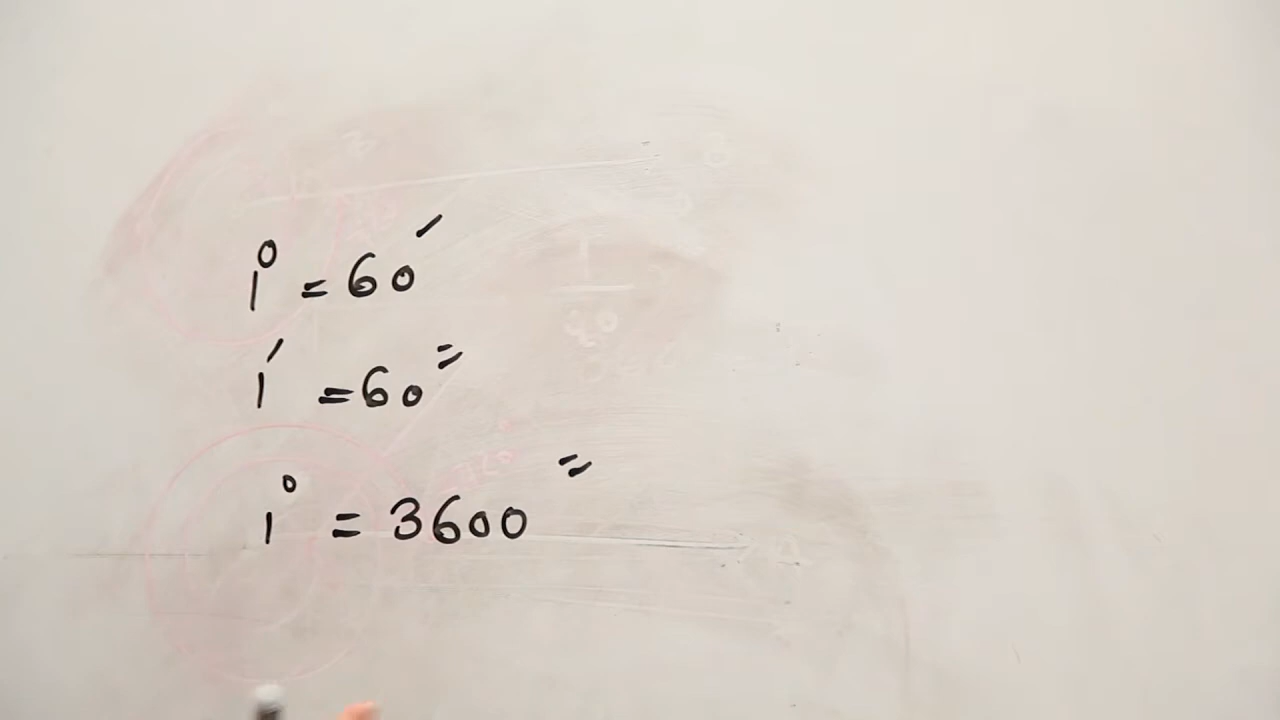 1° = 60′
1′ = 60″
1° = 3600″